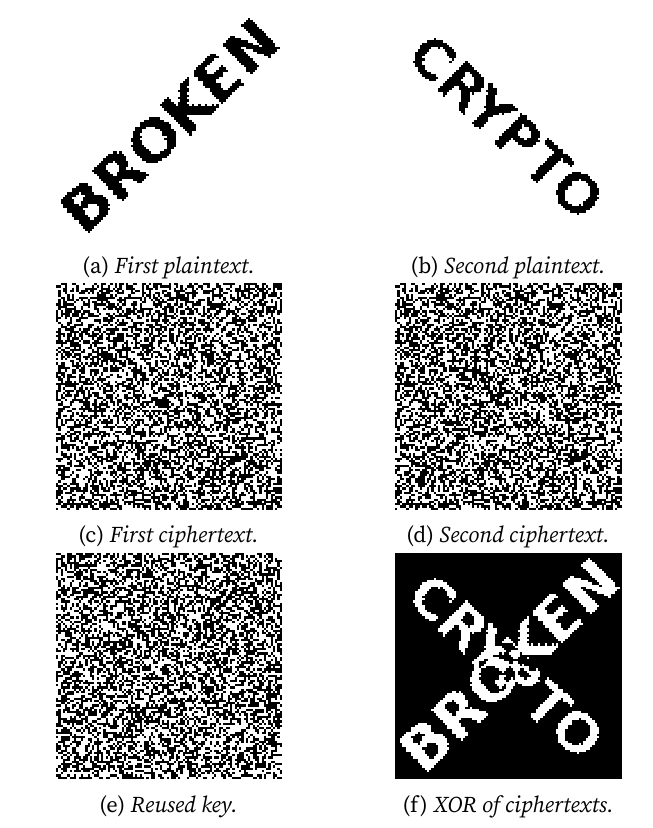 BROKEN
CRYPTO
(a) First plaintext.
(b) Second plaintext.
(c) First ciphertext.
(d) Second ciphertext.
CRYPTO
BROKEN
(e) Reused key.
(f) XOR of ciphertexts.